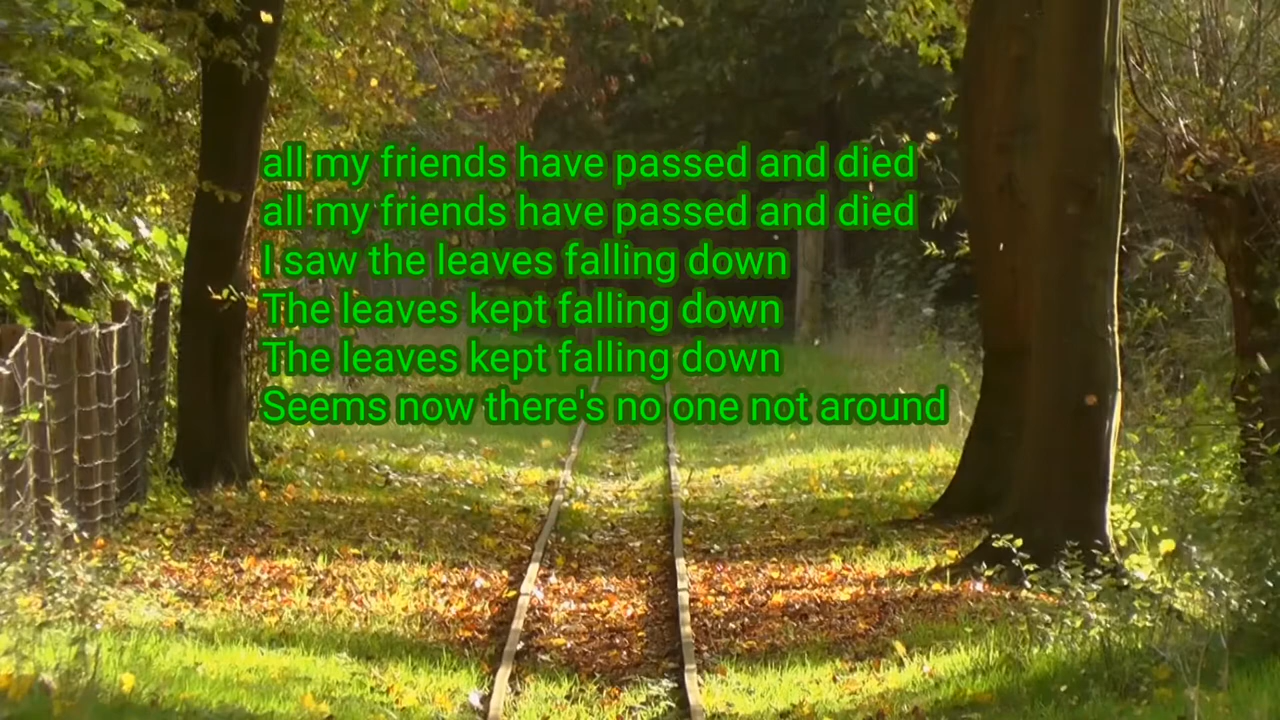 all my friends have passed and died
all my friends have passed and died
I saw the leaves falling down
The leaves kept falling down
The leaves kept falling down
Seems now there's no one not around